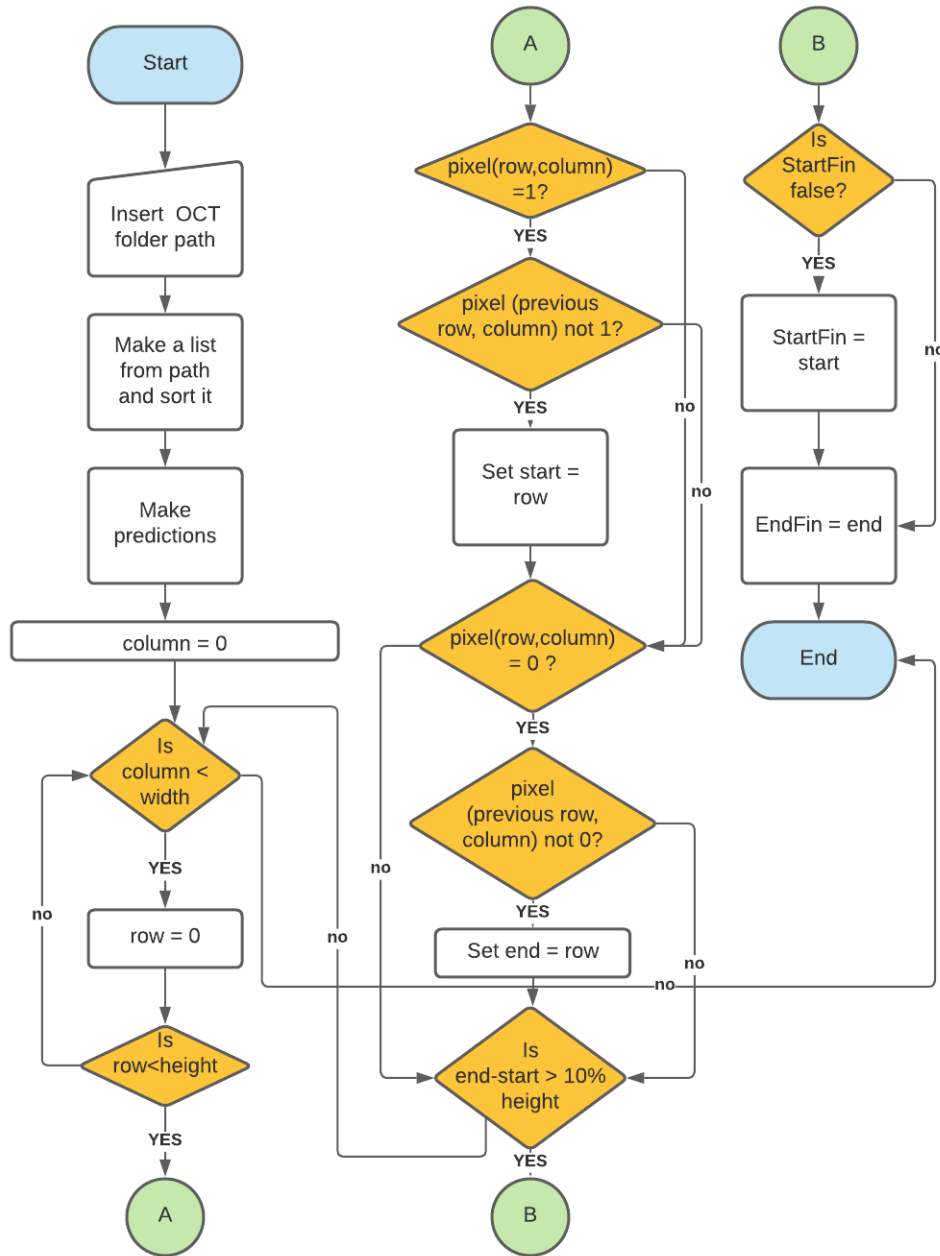 Start
Insert OCT
folder path
Make a list
from path
and sort it
Make
predictions
column = 0
Is
column <
width
YES
no
row = 0
Is
row<height
YES
A
A
pixel(row,column)
=1?
YES
no
pixel (previous
row, column) not 1?
YES
no
Set start =
row
pixel(row,column)
= 0 ?
YES
no
pixel
(previous row,
column) not 0?
YES
no
Set end = row
no
no
Is
end-start > 10%
height
YES
B
B
Is
StartFin
false?
YES
no
StartFin =
start
EndFin = end
End